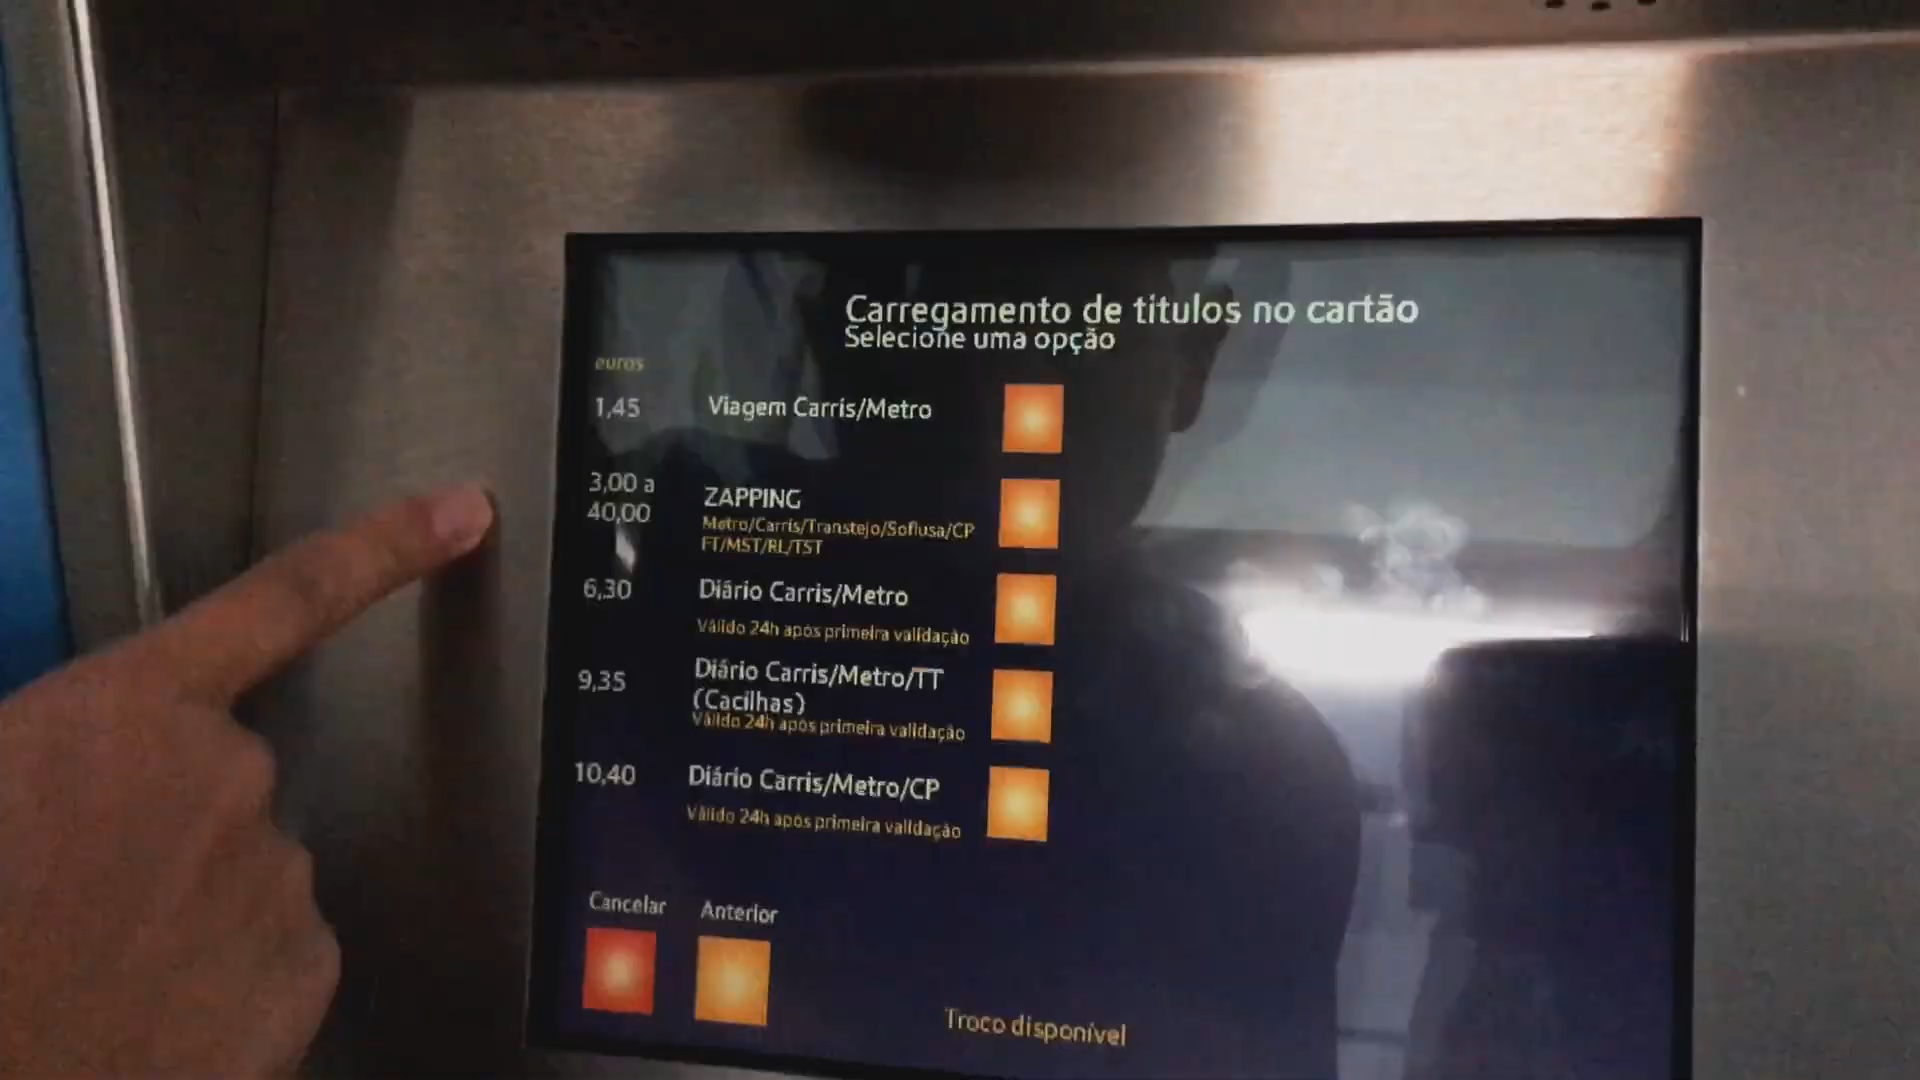 Carregamento de títulos no cartão
Selecione uma opção
euros
1,45 Viagem Carris/Metro
3,00 a
40,00
ZAPPING
Metro/Carris/Transtejo/Soflusa/CP
FT/MST/RL/TST
6,30 Diário Carris/Metro
Válido 24h após primeira validação
9,35 Diário Carris/Metro/TT
(Cacilhas)
Válido 24h após primeira validação
10,40 Diário Carris/Metro/CP
Válido 24h após primeira validação
Cancelar Anterior
Troco disponível